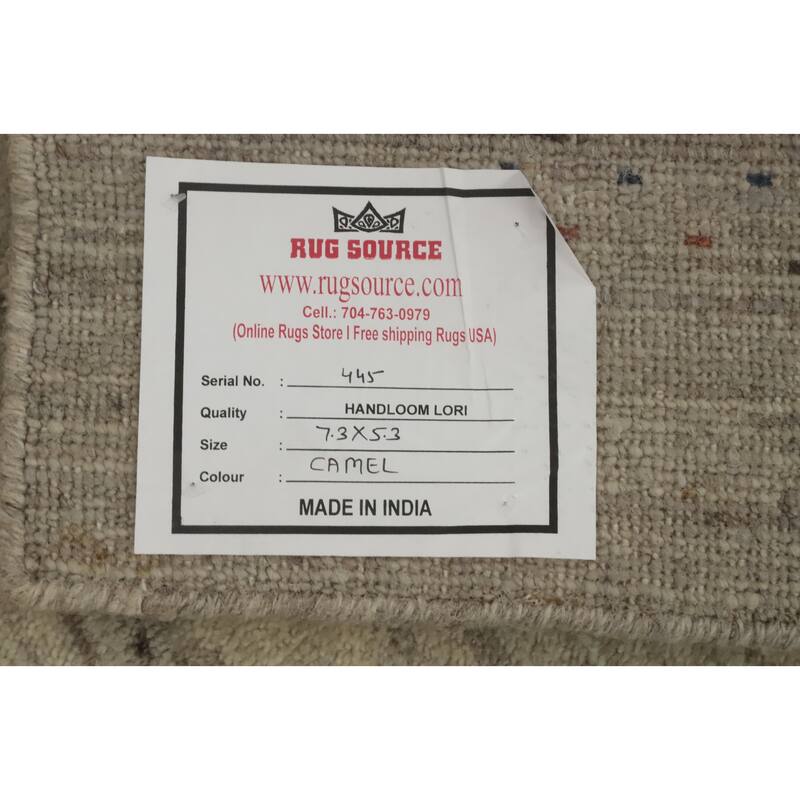 RUG SOURCE
www.rugsource.com
Cell.: 704-763-0979
(Online Rugs Store I Free shipping Rugs USA)
Serial No. : 445
Quality : HANDLOOM LORI
Size : 7.3X5.3
Colour : CAMEL
MADE IN INDIA